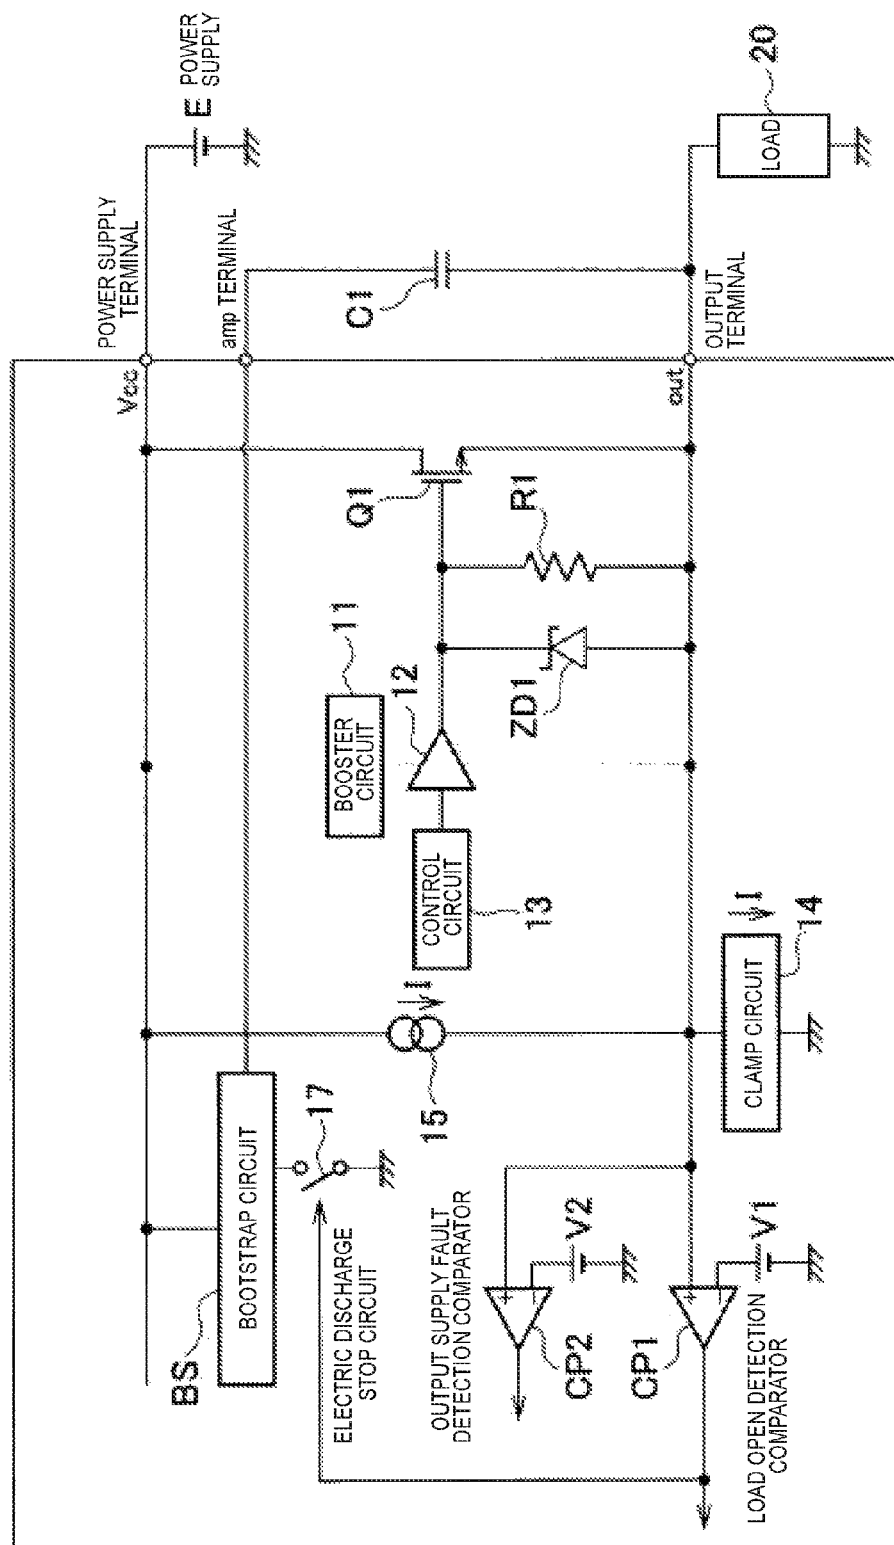 POWER SUPPLY
TERMINAL
Vcc
E
POWER
SUPPLY
amp TERMINAL
C1
OUTPUT
TERMINAL
out
LOAD
20
Q1
R1
ZD1
BOOSTER
CIRCUIT
11
12
CONTROL
CIRCUIT
13
I
15
I
CLAMP CIRCUIT
14
BS
BOOTSTRAP CIRCUIT
17
ELECTRIC DISCHARGE
STOP CIRCUIT
OUTPUT SUPPLY FAULT
DETECTION COMPARATOR
CP2
+
−
V2
CP1
+
−
V1
LOAD OPEN DETECTION
COMPARATOR